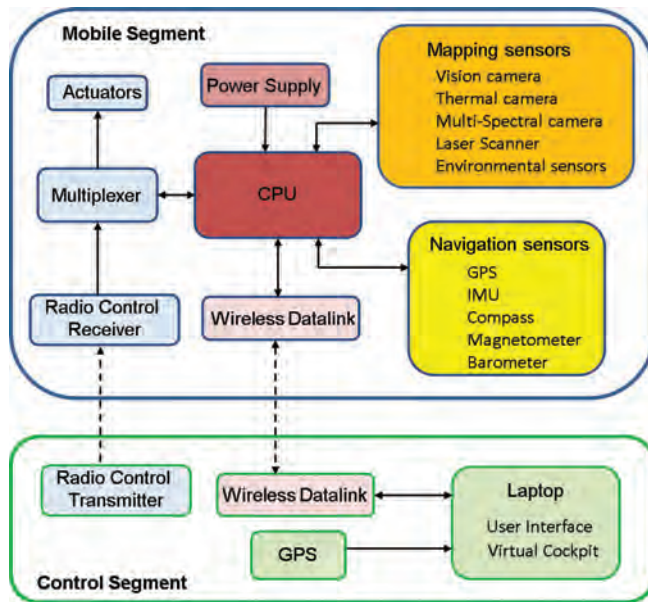 Mobile Segment
Actuators
Power Supply
Mapping sensors
Vision camera
Thermal camera
Multi-Spectral camera
Laser Scanner
Environmental sensors
Multiplexer
CPU
Navigation sensors
GPS
IMU
Compass
Magnetometer
Barometer
Radio Control
Receiver
Wireless Datalink
Radio Control
Transmitter
Wireless Datalink
Laptop
User Interface
Virtual Cockpit
GPS
Control Segment